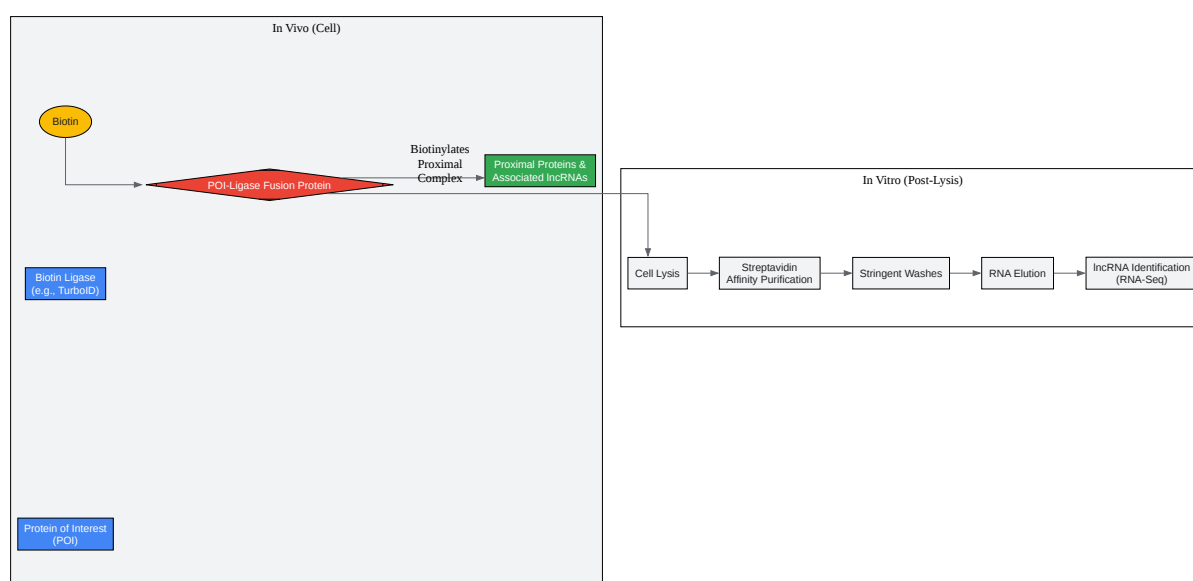 In Vivo (Cell)
Biotin
Biotinylates
Proximal
Complex
Proximal Proteins &
Associated lncRNAs
POI-Ligase Fusion Protein
Biotin Ligase
(e.g., TurboID)
Protein of Interest
(POI)
In Vitro (Post-Lysis)
Cell Lysis
Streptavidin
Affinity Purification
Stringent Washes
RNA Elution
lncRNA Identification
(RNA-Seq)